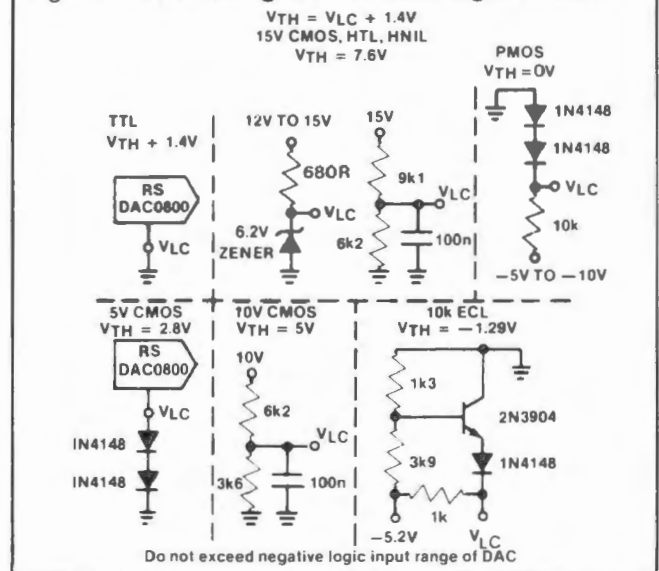 VTH = VLC + 1.4V
15V CMOS, HTL, HNIL
VTH = 7.6V
PMOS
VTH = 0V
TTL
VTH + 1.4V
12V TO 15V
15V
1N4148
1N4148
RS
DAC0800
680R
9k1
VLC
VLC
VLC
VLC
6.2V
ZENER
6k2
100n
10k
−5V TO −10V
5V CMOS
VTH = 2.8V
10V CMOS
VTH = 5V
10k ECL
VTH = −1.29V
RS
DAC0800
10V
1k3
6k2
2N3904
VLC
VLC
IN4148
3k9
1N4148
IN4148
3k6
100n
1k
−5.2V
VLC
Do not exceed negative logic input range of DAC